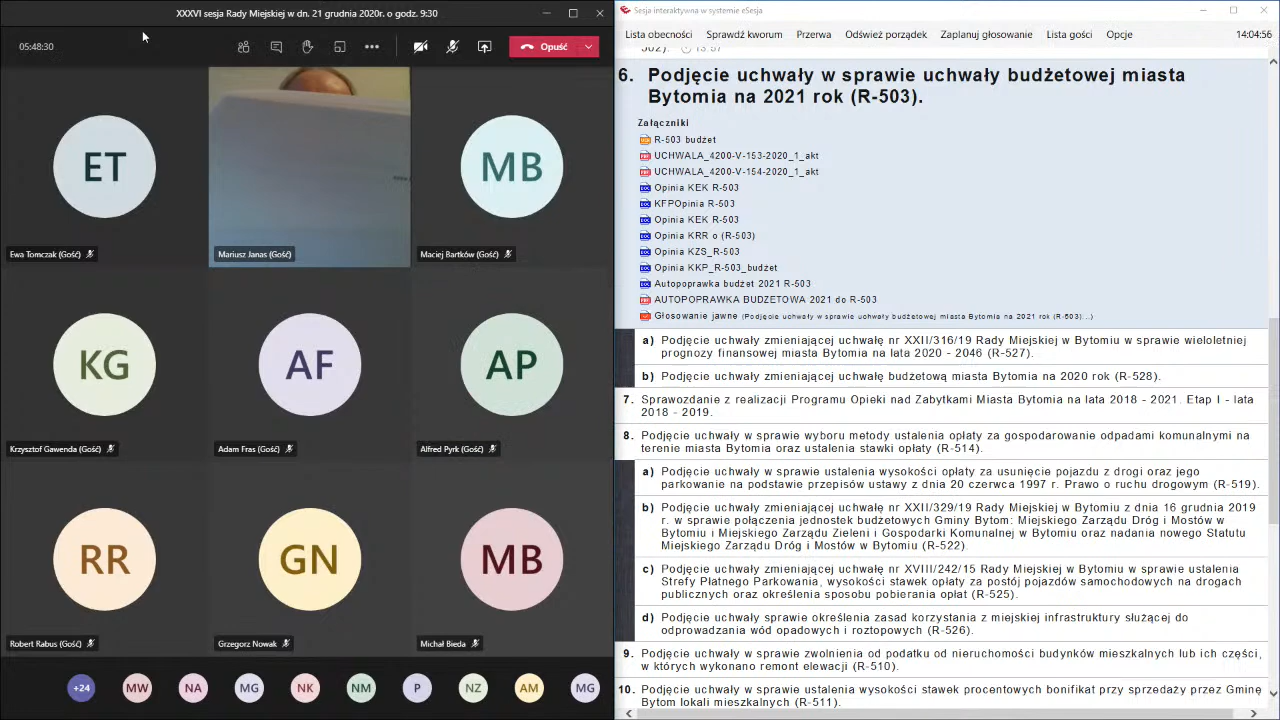 XXXVI sesja Rady Miejskiej w dn. 21 grudnia 2020r. o godz. 9:30
05:48:30
Opuść
ET
Ewa Tomczak (Gość)
Mariusz Janas (Gość)
MB
Maciej Bartków (Gość)
KG
Krzysztof Gawenda (Gość)
AF
Adam Fras (Gość)
AP
Alfred Pyrk (Gość)
RR
Robert Rabus (Gość)
GN
Grzegorz Nowak
MB
Michał Bieda
+24 MW NA MG NK NM P NZ AM MG
Sesja interaktywna w systemie eSesja
Lista obecności Sprawdź kworum Przerwa Odśwież porządek Zaplanuj głosowanie Lista gości Opcje 14:04:56
502). 13:57
6. Podjęcie uchwały w sprawie uchwały budżetowej miasta
Bytomia na 2021 rok (R-503).
Załączniki
R-503 budżet
UCHWALA_4200-V-153-2020_1_akt
UCHWALA_4200-V-154-2020_1_akt
Opinia KEK R-503
KFPOpinia R-503
Opinia KEK R-503
Opinia KRR o (R-503)
Opinia KZS_R-503
Opinia KKP_R-503_budżet
Autopoprawka budżet 2021 R-503
AUTOPOPRAWKA BUDŻETOWA 2021 do R-503
Głosowanie jawne (Podjęcie uchwały w sprawie uchwały budżetowej miasta Bytomia na 2021 rok (R-503)...)
a) Podjęcie uchwały zmieniającej uchwałę nr XXII/316/19 Rady Miejskiej w Bytomiu w sprawie wieloletniej
prognozy finansowej miasta Bytomia na lata 2020 - 2046 (R-527).
b) Podjęcie uchwały zmieniającej uchwałę budżetową miasta Bytomia na 2020 rok (R-528).
7. Sprawozdanie z realizacji Programu Opieki nad Zabytkami Miasta Bytomia na lata 2018 - 2021. Etap I - lata
2018 - 2019.
8. Podjęcie uchwały w sprawie wyboru metody ustalenia opłaty za gospodarowanie odpadami komunalnymi na
terenie miasta Bytomia oraz ustalenia stawki opłaty (R-514).
a) Podjęcie uchwały w sprawie ustalenia wysokości opłaty za usunięcie pojazdu z drogi oraz jego
parkowanie na podstawie przepisów ustawy z dnia 20 czerwca 1997 r. Prawo o ruchu drogowym (R-519).
b) Podjęcie uchwały zmieniającej uchwałę nr XXII/329/19 Rady Miejskiej w Bytomiu z dnia 16 grudnia 2019
r. w sprawie połączenia jednostek budżetowych Gminy Bytom: Miejskiego Zarządu Dróg i Mostów w
Bytomiu i Miejskiego Zarządu Zieleni i Gospodarki Komunalnej w Bytomiu oraz nadania nowego Statutu
Miejskiego Zarządu Dróg i Mostów w Bytomiu (R-522).
c) Podjęcie uchwały zmieniającej uchwałę nr XVIII/242/15 Rady Miejskiej w Bytomiu w sprawie ustalenia
Strefy Płatnego Parkowania, wysokości stawek opłaty za postój pojazdów samochodowych na drogach
publicznych oraz określenia sposobu pobierania opłat (R-525).
d) Podjęcie uchwały sprawie określenia zasad korzystania z miejskiej infrastruktury służącej do
odprowadzania wód opadowych i roztopowych (R-526).
9. Podjęcie uchwały w sprawie zwolnienia od podatku od nieruchomości budynków mieszkalnych lub ich części,
w których wykonano remont elewacji (R-510).
10. Podjęcie uchwały w sprawie ustalenia wysokości stawek procentowych bonifikat przy sprzedaży przez Gminę
Bytom lokali mieszkalnych (R-511).